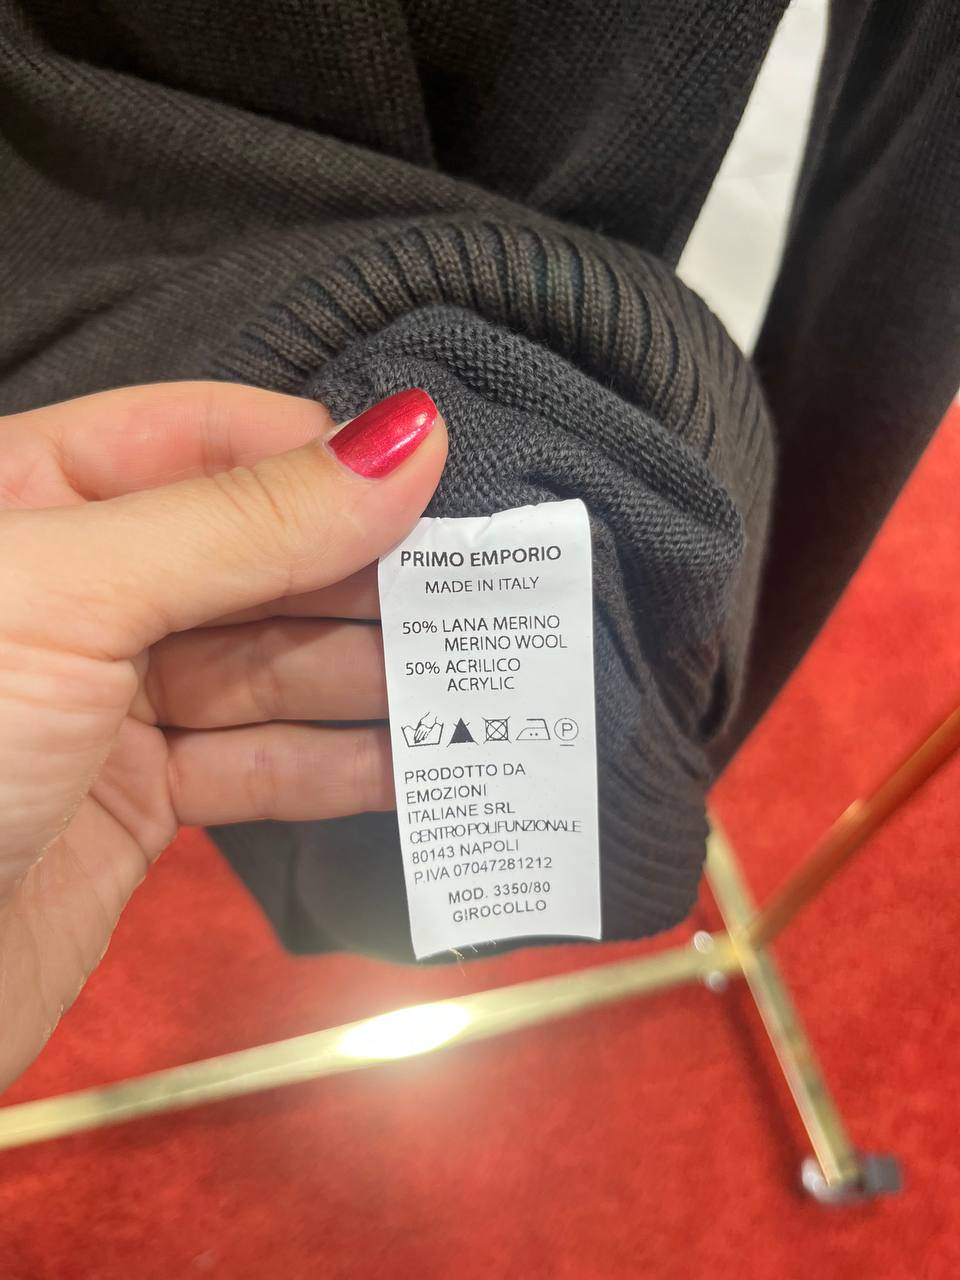 PRIMO EMPORIO
MADE IN ITALY
50% LANA MERINO
MERINO WOOL
50% ACRILICO
ACRYLIC
P
PRODOTTO DA
EMOZIONI
ITALIANE SRL
CENTRO POLIFUNZIONALE
80143 NAPOLI
P.IVA 07047281212
MOD. 3350/80
GIROCOLLO